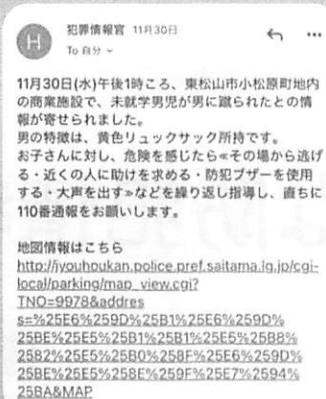 H
犯罪情報官 11月30日
To 自分
11月30日(水)午後1時ころ、東松山市小松原町地内
の商業施設で、未就学男児が男に蹴られたとの情
報が寄せられました。
男の特徴は、黄色リュックサック所持です。
お子さんに対し、危険を感じたら≪その場から逃げ
る・近くの人に助けを求める・防犯ブザーを使用
する・大声を出す≫などを繰り返し指導し、直ちに
110番通報をお願いします。
地図情報はこちら
http://jyouhoukan.police.pref.saitama.lg.jp/cgi-
local/parking/map_view.cgi?
TNO=9978&addres
s=%25E6%259D%25B1%25E6%259D%
25BE%25E5%25B1%25B1%25E5%25B8%
2582%25E5%25B0%258F%25E6%259D%
25BE%25E5%258E%259F%25E7%2594%
25BA&MAP